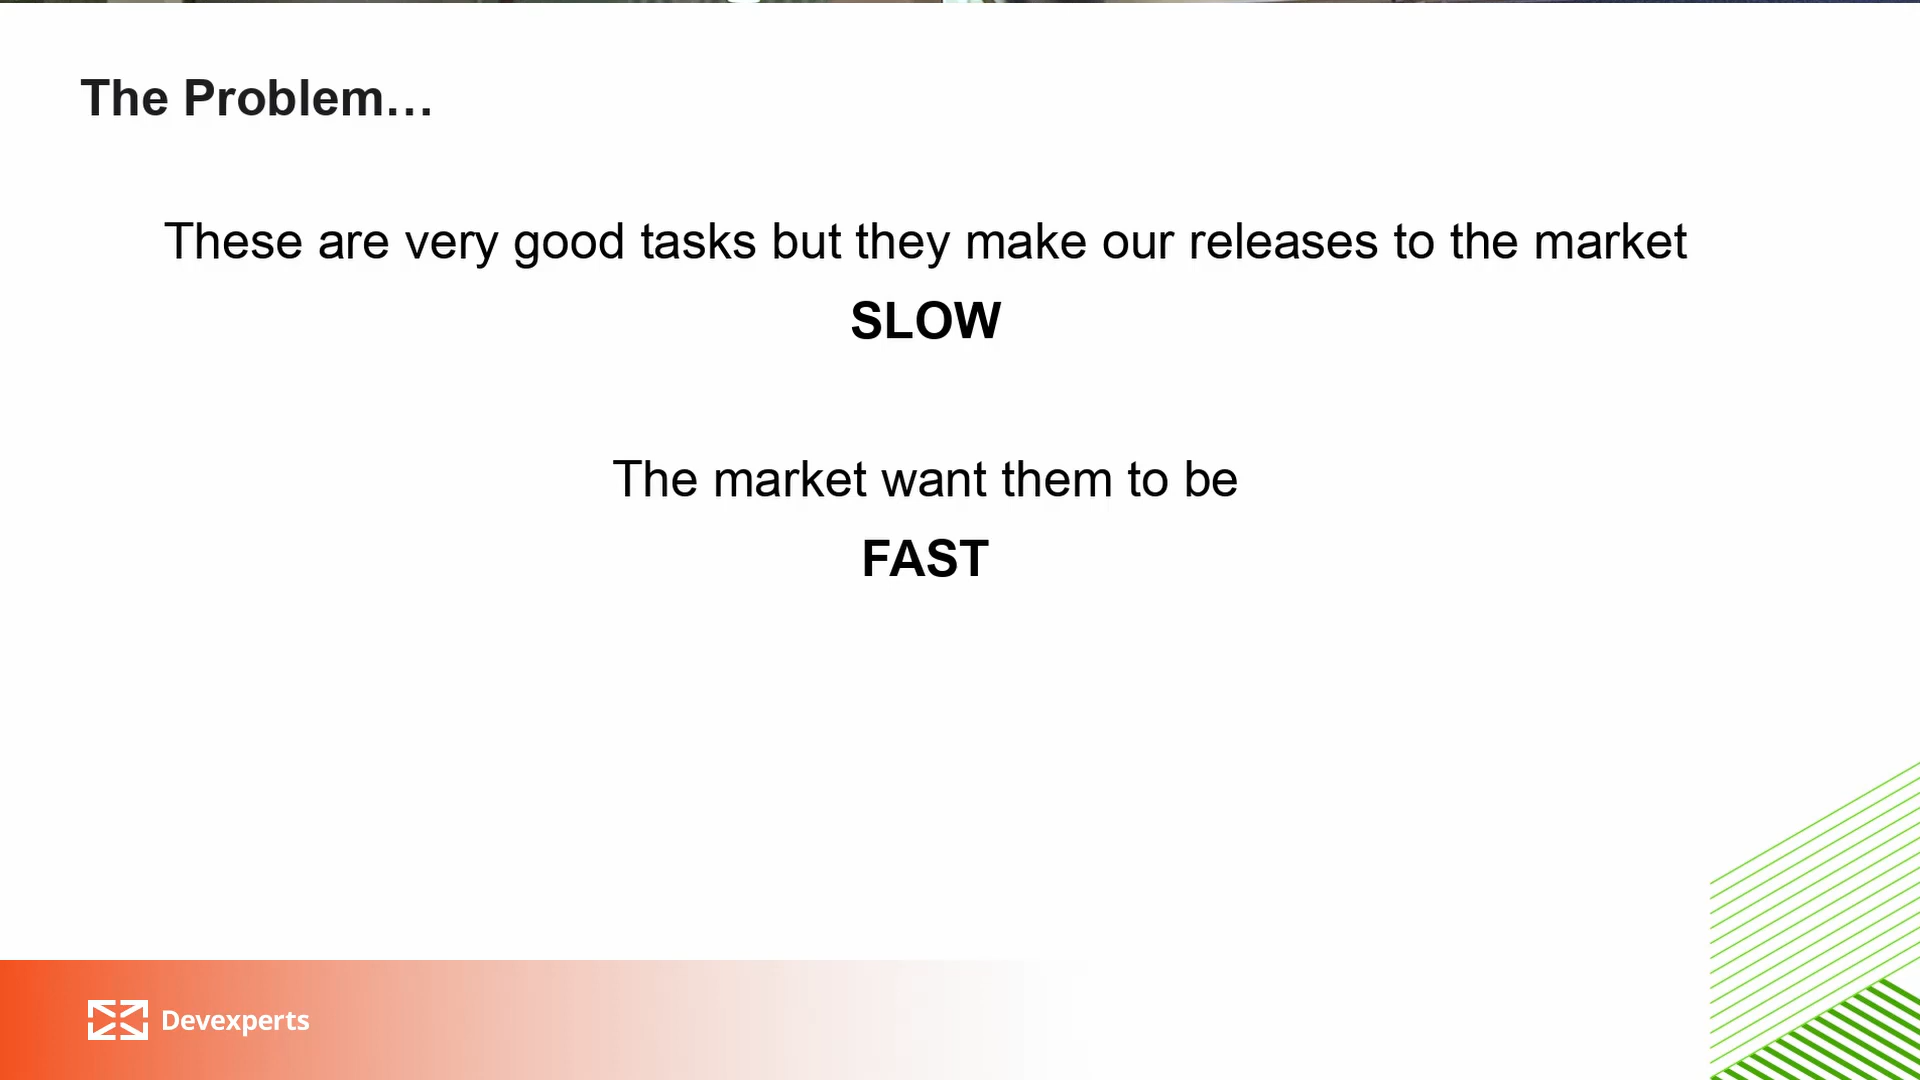 The Problem…
These are very good tasks but they make our releases to the market
SLOW
The market want them to be
FAST
Devexperts